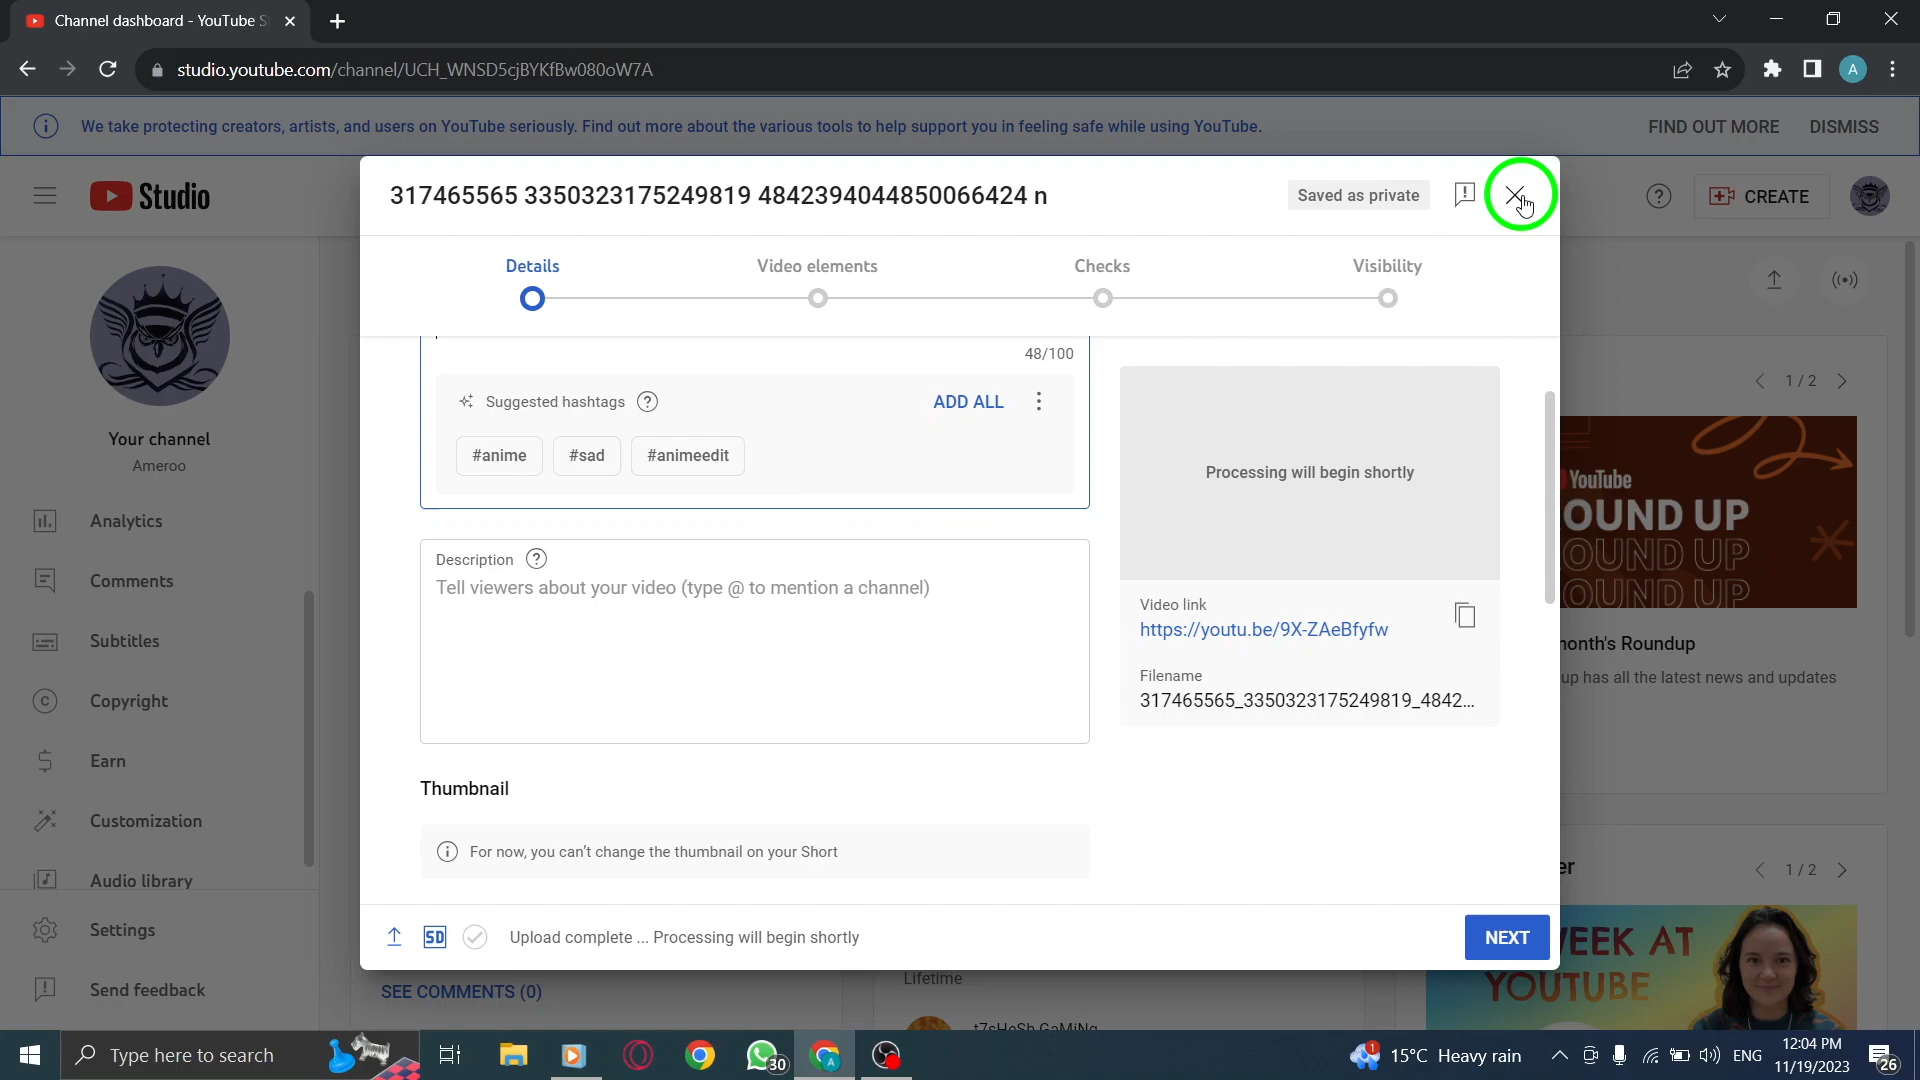 Channel dashboard - YouTube S
studio.youtube.com/channel/UCH_WNSD5cjBYKfBw080oW7A
A
We take protecting creators, artists, and users on YouTube seriously. Find out more about the various tools to help support you in feeling safe while using YouTube.
FIND OUT MORE
DISMISS
Studio
317465565 3350323175249819 4842394044850066424 n
Saved as private
CREATE
Details
Video elements
Checks
Visibility
48/100
Suggested hashtags
ADD ALL
#anime
#sad
#animeedit
Processing will begin shortly
Description
Tell viewers about your video (type @ to mention a channel)
Video link
https://youtu.be/9X-ZAeBfyfw
Filename
317465565_3350323175249819_4842...
Thumbnail
For now, you can't change the thumbnail on your Short
SD
Upload complete ... Processing will begin shortly
NEXT
Your channel
Ameroo
Analytics
Comments
Subtitles
Copyright
Earn
Customization
Audio library
Settings
Send feedback
1 / 2
YouTube
OUND UP
OUND UP
OUND UP
month's Roundup
up has all the latest news and updates
er
1 / 2
WEEK AT
YOUTUBE
SEE COMMENTS (0)
Lifetime
t7sHeSh GaMiNg
Type here to search
30
A
1
15°C Heavy rain
ENG
12:04 PM
11/19/2023
26